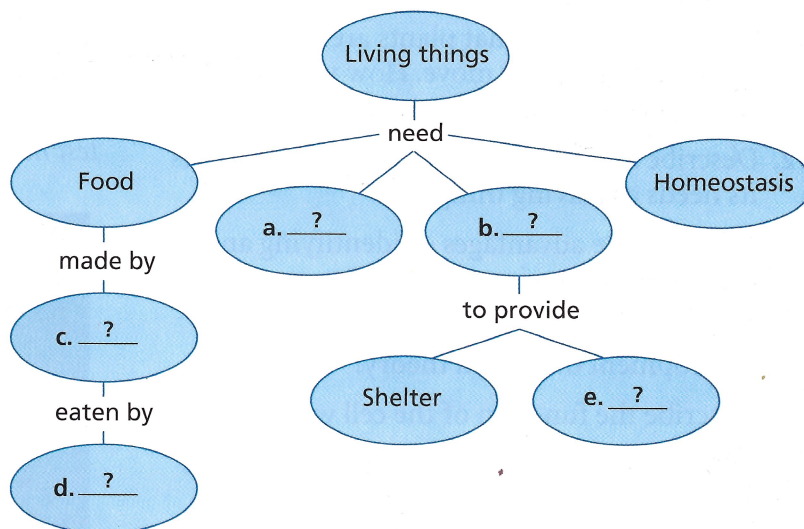 Living things
need
Food
Homeostasis
a. ?
b. ?
made by
to provide
c. ?
Shelter
e. ?
eaten by
d. ?